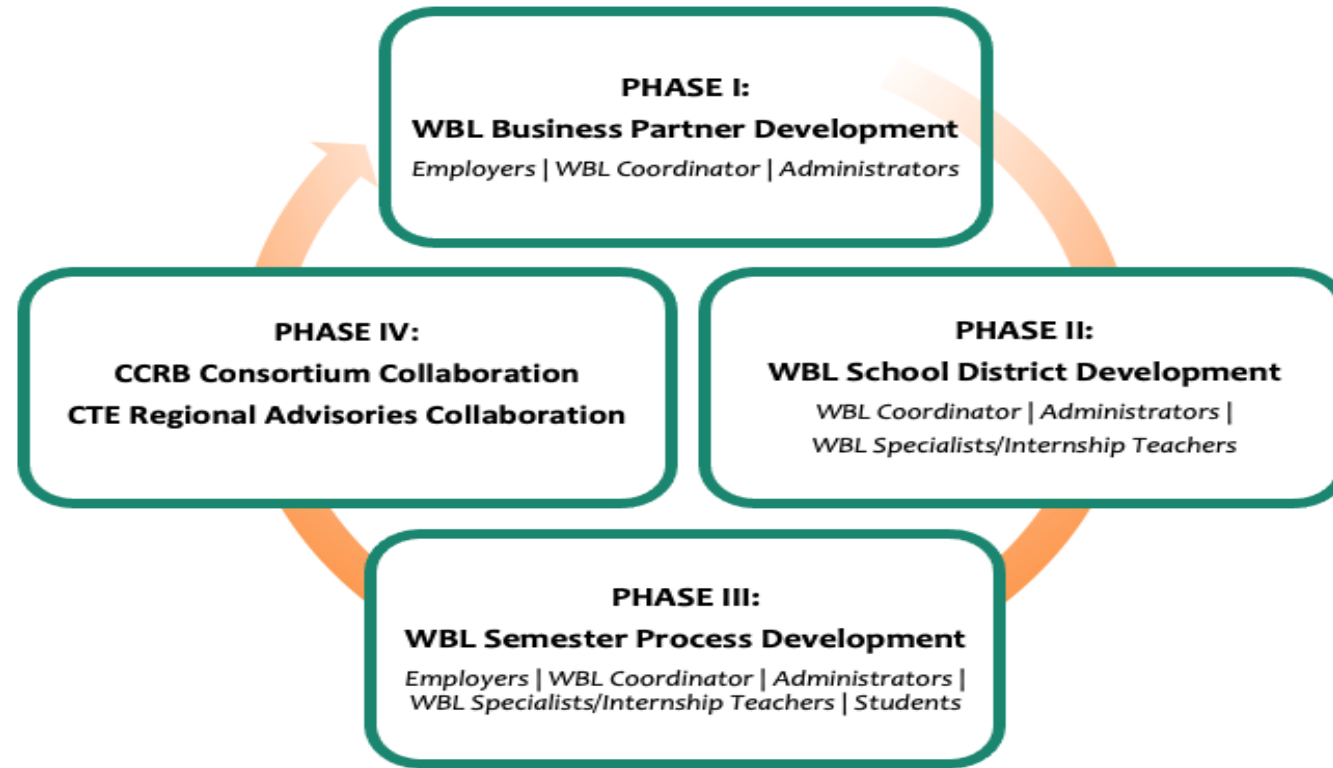 PHASE I:
WBL Business Partner Development
Employers | WBL Coordinator | Administrators
PHASE II:
WBL School District Development
WBL Coordinator | Administrators |
WBL Specialists/Internship Teachers
PHASE III:
WBL Semester Process Development
Employers | WBL Coordinator | Administrators |
WBL Specialists/Internship Teachers | Students
PHASE IV:
CCRB Consortium Collaboration
CTE Regional Advisories Collaboration